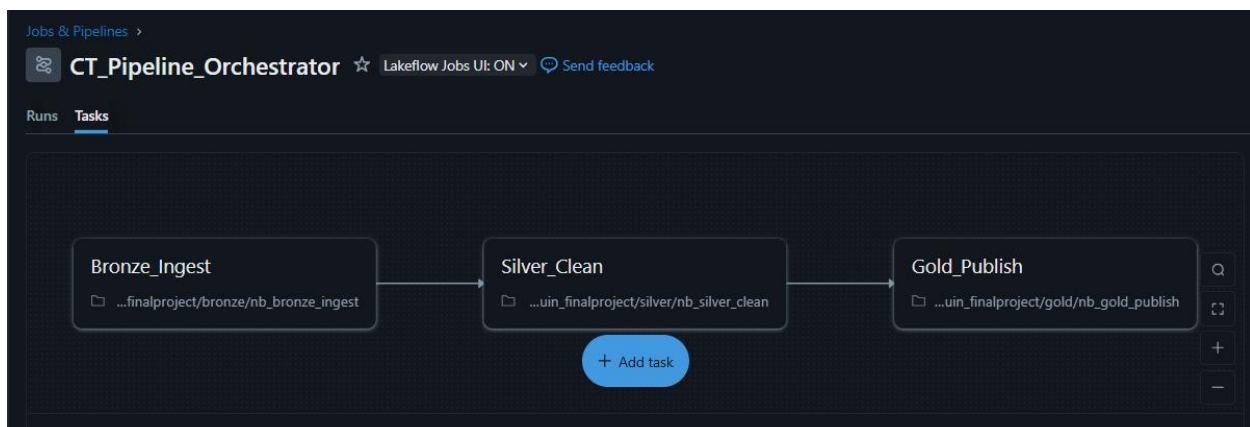 Jobs & Pipelines ›
CT_Pipeline_Orchestrator Lakeflow Jobs UI: ON Send feedback
Runs Tasks
Bronze_Ingest
...finalproject/bronze/nb_bronze_ingest
Silver_Clean
...uin_finalproject/silver/nb_silver_clean
Gold_Publish
...uin_finalproject/gold/nb_gold_publish
+ Add task